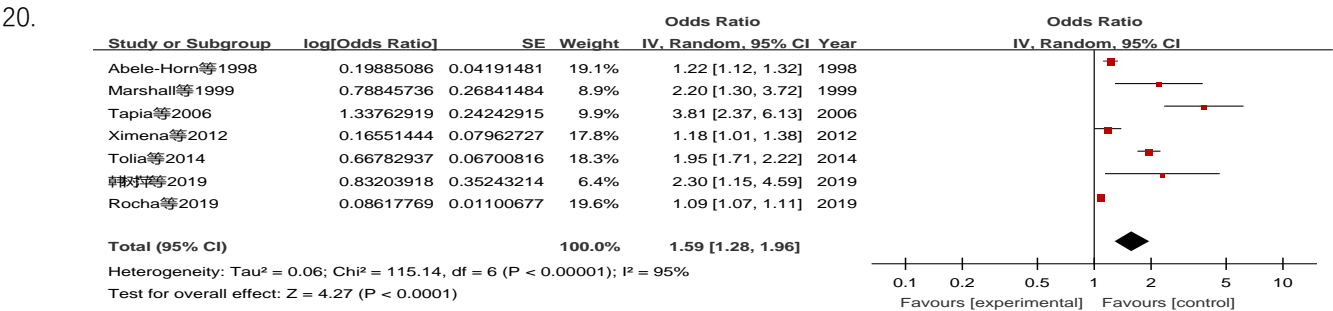 20.
Odds Ratio Odds Ratio
Study or Subgroup log[Odds Ratio] SE Weight IV, Random, 95% CI Year IV, Random, 95% CI
Abele-Horn等1998 0.19885086 0.04191481 19.1% 1.22 [1.12, 1.32] 1998
Marshall等1999 0.78845736 0.26841484 8.9% 2.20 [1.30, 3.72] 1999
Tapia等2006 1.33762919 0.24242915 9.9% 3.81 [2.37, 6.13] 2006
Ximena等2012 0.16551444 0.07962727 17.8% 1.18 [1.01, 1.38] 2012
Tolia等2014 0.66782937 0.06700816 18.3% 1.95 [1.71, 2.22] 2014
等2019 0.83203918 0.35243214 6.4% 2.30 [1.15, 4.59] 2019
Rocha等2019 0.08617769 0.01100677 19.6% 1.09 [1.07, 1.11] 2019
Total (95% CI) 100.0% 1.59 [1.28, 1.96]
Heterogeneity: Tau² = 0.06; Chi² = 115.14, df = 6 (P < 0.00001); I² = 95%
Test for overall effect: Z = 4.27 (P < 0.0001)
0.1 0.2 0.5 1 2 5 10
Favours [experimental] Favours [control]